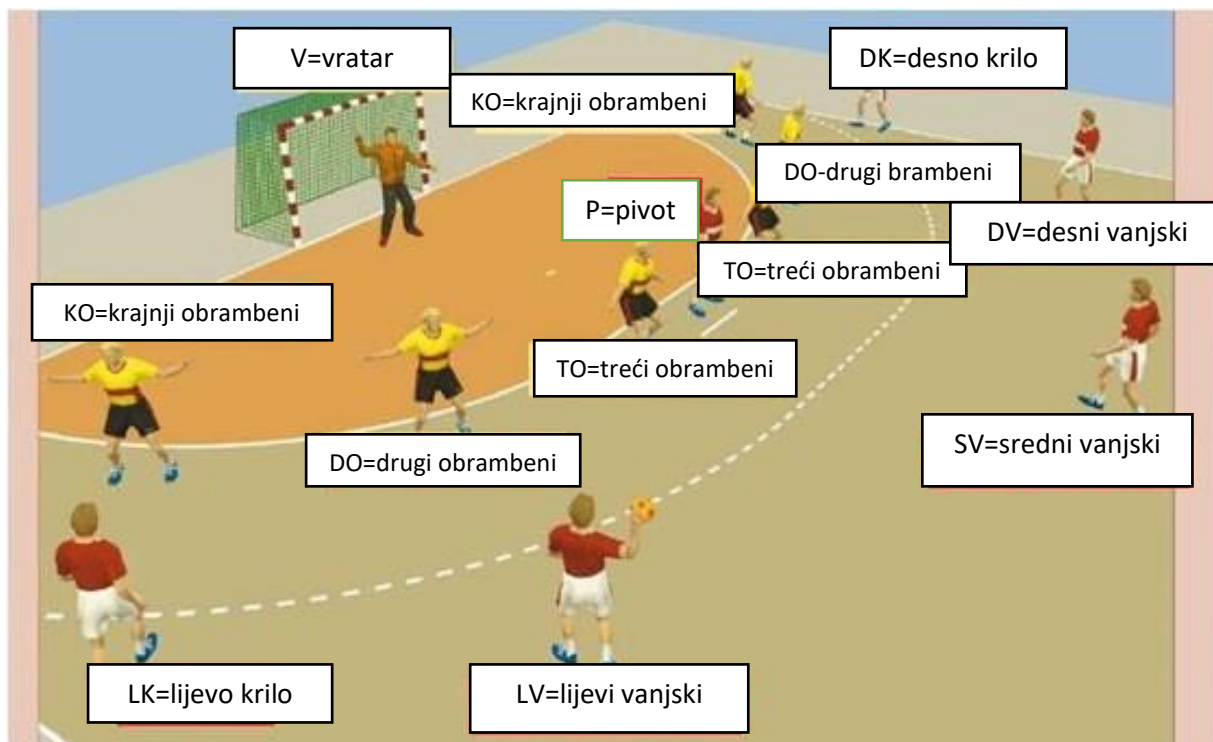 V=vratar
DK=desno krilo
KO=krajnji obrambeni
DO-drugi brambeni
P=pivot
DV=desni vanjski
TO=treći obrambeni
KO=krajnji obrambeni
TO=treći obrambeni
SV=sredni vanjski
DO=drugi obrambeni
LK=lijevo krilo
LV=lijevi vanjski